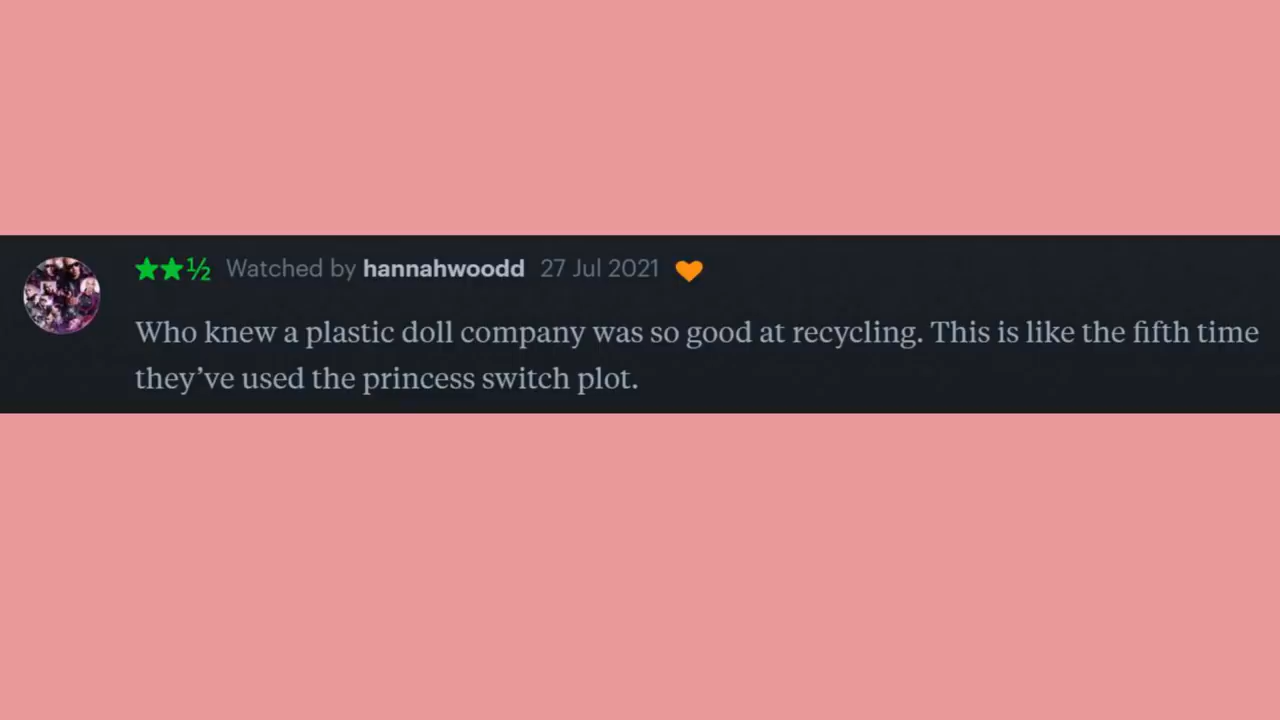 ★★½ Watched by hannahwoodd 27 Jul 2021 🧡
Who knew a plastic doll company was so good at recycling. This is like the fifth time
they’ve used the princess switch plot.